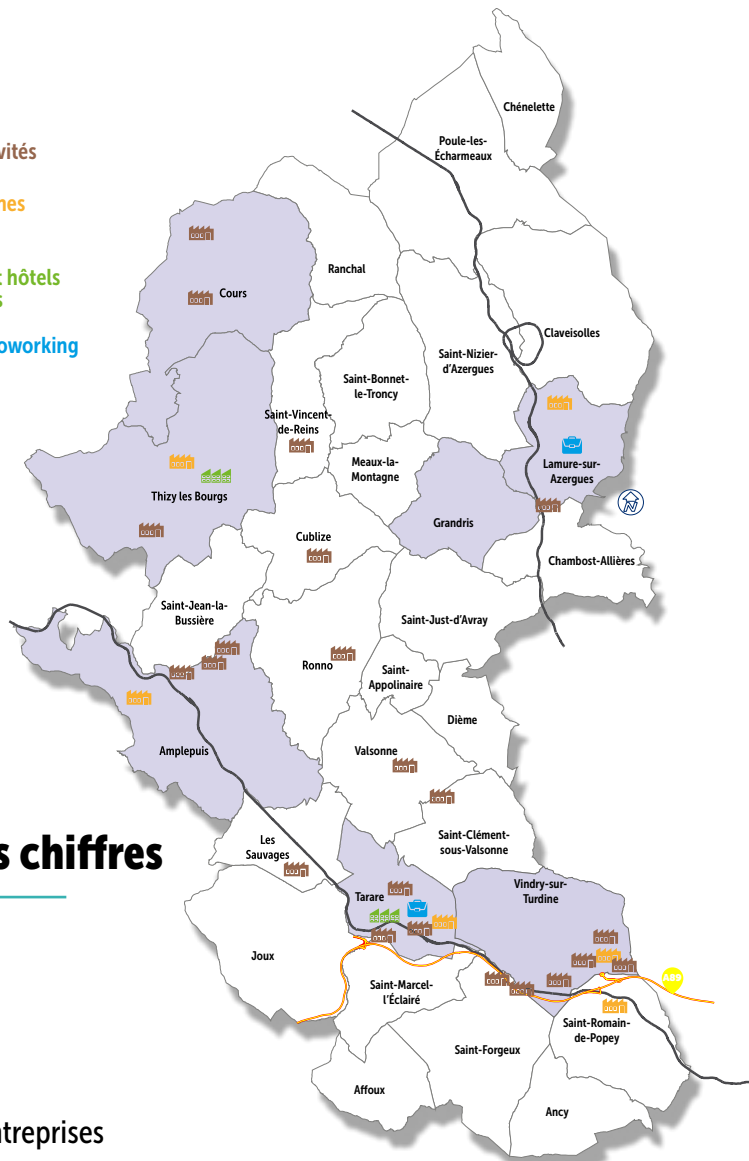 Chénelette
Poule-les-
Écharmeaux
vités
nes
Ranchal
t hôtels
s
Cours
Claveisolles
oworking
Saint-Nizier-
d'Azergues
Saint-Bonnet-
le-Troncy
Saint-Vincent-
de-Reins
Meaux-la-
Montagne
Lamure-sur-
Azergues
Thizy les Bourgs
Grandris
N
Cublize
Chambost-Allières
Saint-Jean-la-
Bussière
Saint-Just-d'Avray
Ronno
Saint-
Appolinaire
Dième
Amplepuis
Valsonne
s chiffres
Les
Sauvages
Saint-Clément-
sous-Valsonne
Vindry-sur-
Turdine
Tarare
Joux
A89
Saint-Marcel-
l'Éclairé
Saint-Romain-
de-Popey
Saint-Forgeux
Affoux
Ancy
ntreprises